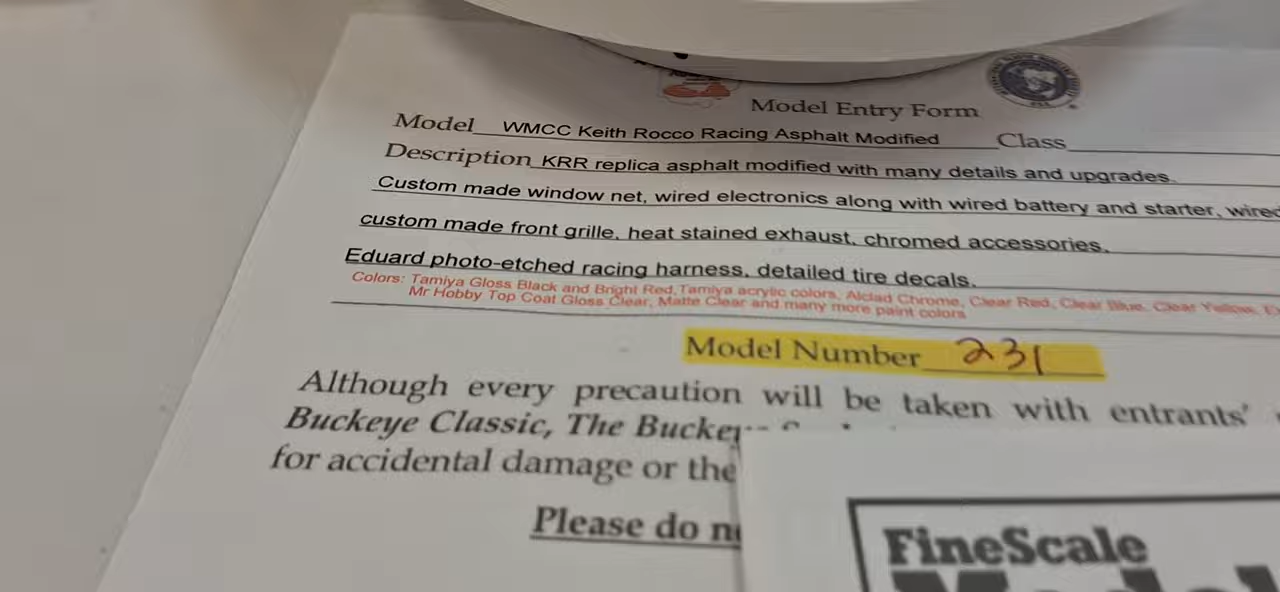 Model Entry Form
Model WMCC Keith Rocco Racing Asphalt Modified Class
Description KRR replica asphalt modified with many details and upgrades.
Custom made window net, wired electronics along with wired battery and starter, wired
custom made front grille, heat stained exhaust, chromed accessories.
Eduard photo-etched racing harness, detailed tire decals.
Colors: Tamiya Gloss Black and Bright Red, Tamiya acrylic colors, Alclad Chrome, Clear Red, Clear Blue, Clear Yellow,
Mr Hobby Top Coat Gloss Clear, Matte Clear and many more paint colors
Model Number 231
Although every precaution will be taken with entrants'
Buckeye Classic, The
for accidental damage or the
Please do
FineScale